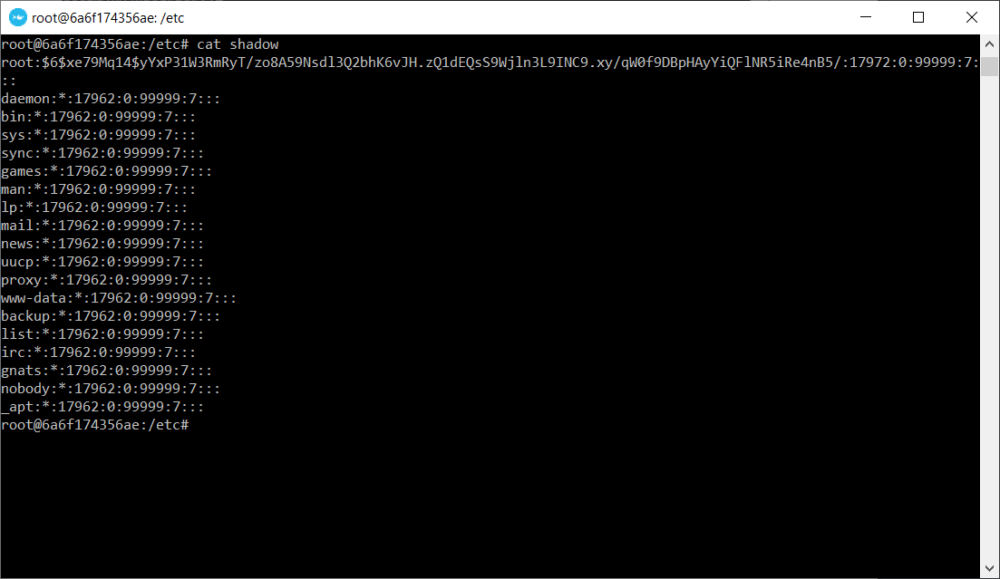 root@6a6f174356ae: /etc
root@6a6f174356ae:/etc# cat shadow
root:$6$xe79Mq14$yYxP31W3RmRyT/zo8A59Nsdl3Q2bhK6vJH.zQ1dEQsS9Wjln3L9INC9.xy/qW0f9DBpHAyYiQFlNR5iRe4nB5/:17972:0:99999:7:
::
daemon:*:17962:0:99999:7:::
bin:*:17962:0:99999:7:::
sys:*:17962:0:99999:7:::
sync:*:17962:0:99999:7:::
games:*:17962:0:99999:7:::
man:*:17962:0:99999:7:::
lp:*:17962:0:99999:7:::
mail:*:17962:0:99999:7:::
news:*:17962:0:99999:7:::
uucp:*:17962:0:99999:7:::
proxy:*:17962:0:99999:7:::
www-data:*:17962:0:99999:7:::
backup:*:17962:0:99999:7:::
list:*:17962:0:99999:7:::
irc:*:17962:0:99999:7:::
gnats:*:17962:0:99999:7:::
nobody:*:17962:0:99999:7:::
_apt:*:17962:0:99999:7:::
root@6a6f174356ae:/etc#